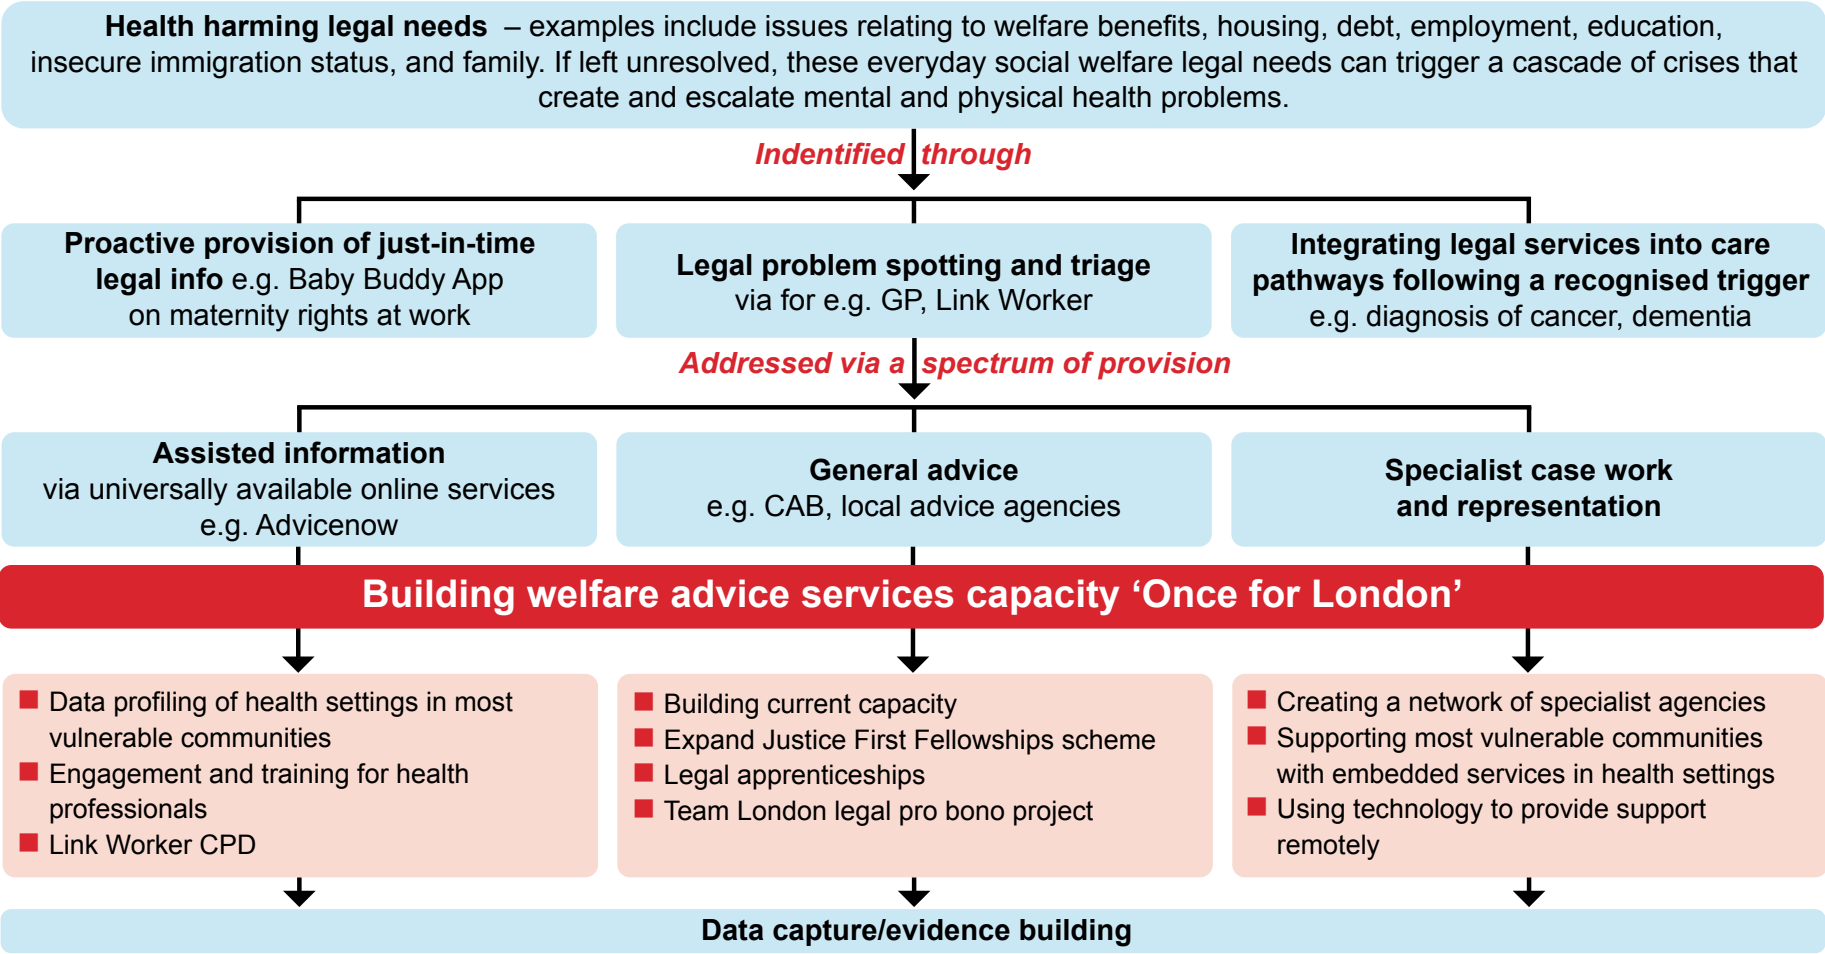 Health harming legal needs – examples include issues relating to welfare benefits, housing, debt, employment, education,
insecure immigration status, and family. If left unresolved, these everyday social welfare legal needs can trigger a cascade of crises that
create and escalate mental and physical health problems.
Indentified through
Proactive provision of just-in-time
legal info e.g. Baby Buddy App
on maternity rights at work
Legal problem spotting and triage
via for e.g. GP, Link Worker
Integrating legal services into care
pathways following a recognised trigger
e.g. diagnosis of cancer, dementia
Addressed via a spectrum of provision
Assisted information
via universally available online services
e.g. Advicenow
General advice
e.g. CAB, local advice agencies
Specialist case work
and representation
Building welfare advice services capacity ‘Once for London’
■ Data profiling of health settings in most
vulnerable communities
■ Engagement and training for health
professionals
■ Link Worker CPD
■ Building current capacity
■ Expand Justice First Fellowships scheme
■ Legal apprenticeships
■ Team London legal pro bono project
■ Creating a network of specialist agencies
■ Supporting most vulnerable communities
with embedded services in health settings
■ Using technology to provide support
remotely
Data capture/evidence building